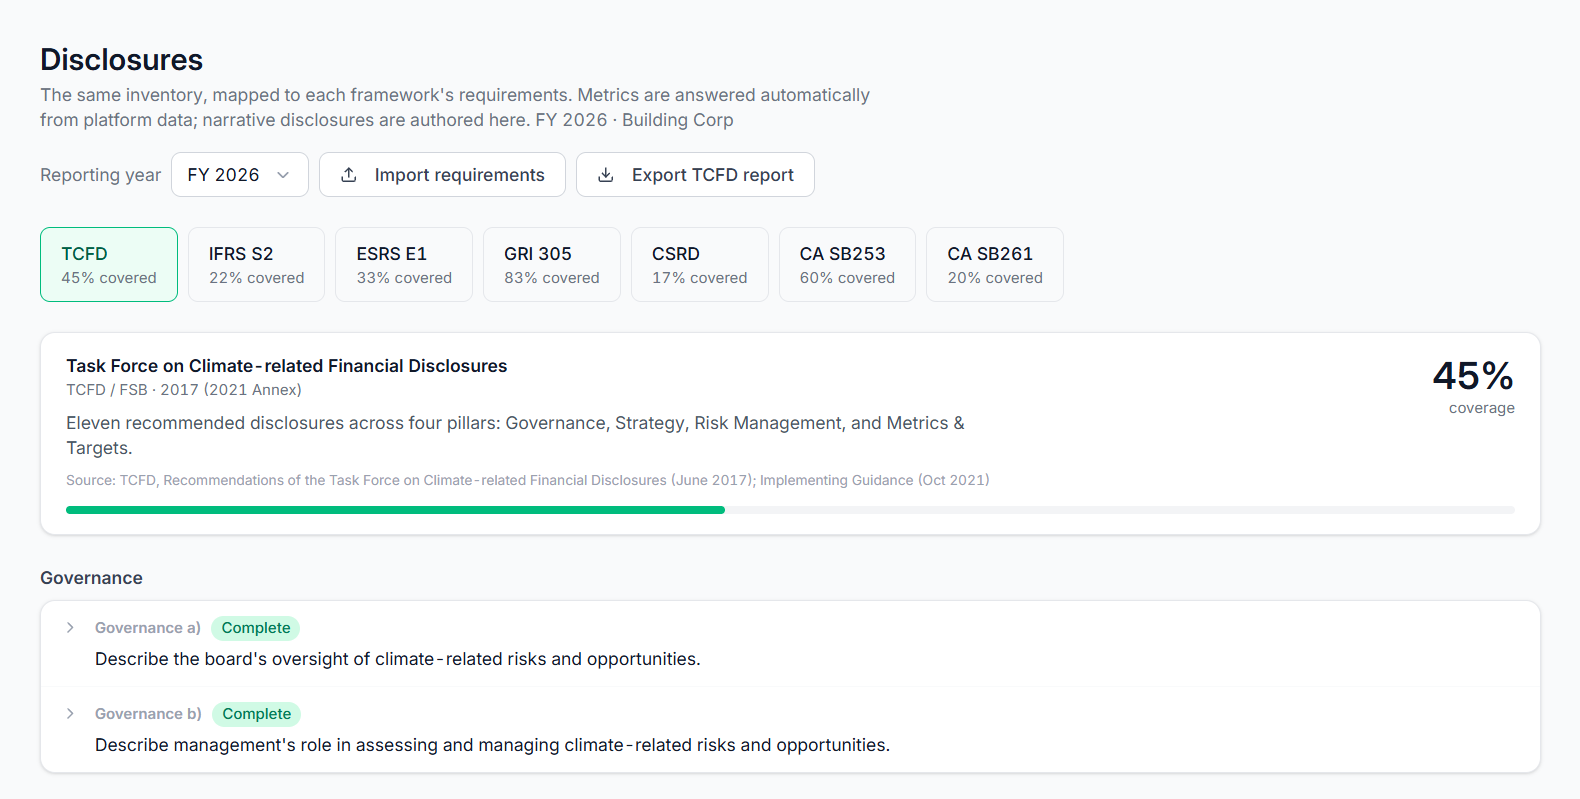 Disclosures
The same inventory, mapped to each framework's requirements. Metrics are answered automatically
from platform data; narrative disclosures are authored here. FY 2026 · Building Corp
Reporting year FY 2026 Import requirements Export TCFD report
TCFD IFRS S2 ESRS E1 GRI 305 CSRD CA SB253 CA SB261
45% covered 22% covered 33% covered 83% covered 17% covered 60% covered 20% covered
Task Force on Climate-related Financial Disclosures
TCFD / FSB · 2017 (2021 Annex)
45%
coverage
Eleven recommended disclosures across four pillars: Governance, Strategy, Risk Management, and Metrics &
Targets.
Source: TCFD, Recommendations of the Task Force on Climate-related Financial Disclosures (June 2017); Implementing Guidance (Oct 2021)
Governance
Governance a) Complete
Describe the board's oversight of climate-related risks and opportunities.
Governance b) Complete
Describe management's role in assessing and managing climate-related risks and opportunities.